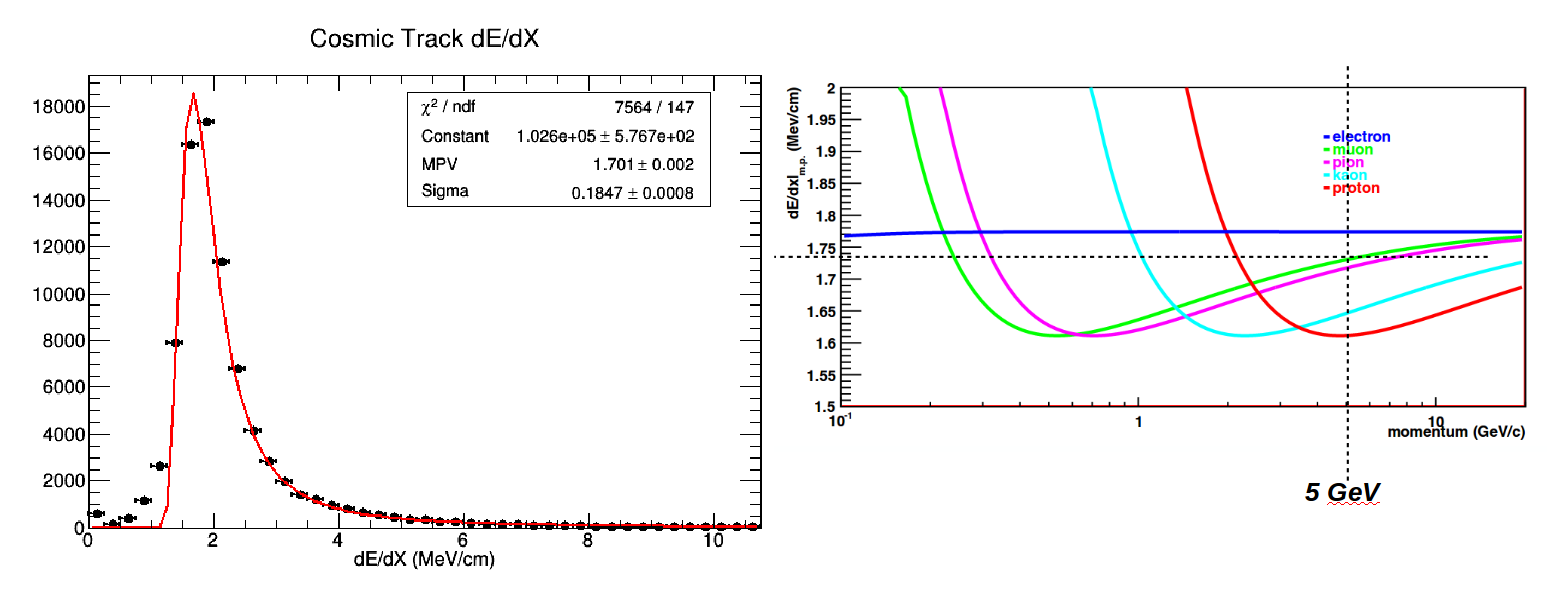 Cosmic Track dE/dX
χ² / ndf 7564 / 147
Constant 1.026e+05 ± 5.767e+02
MPV 1.701 ± 0.002
Sigma 0.1847 ± 0.0008
18000
16000
14000
12000
10000
8000
6000
4000
2000
0
0 2 4 6 8 10
dE/dX (MeV/cm)
dE/dx|m.p. (Mev/cm)
2
1.95
1.9
1.85
1.8
1.75
1.7
1.65
1.6
1.55
1.5
electron
muon
pion
kaon
proton
10⁻¹ 1 10
momentum (GeV/c)
5 GeV